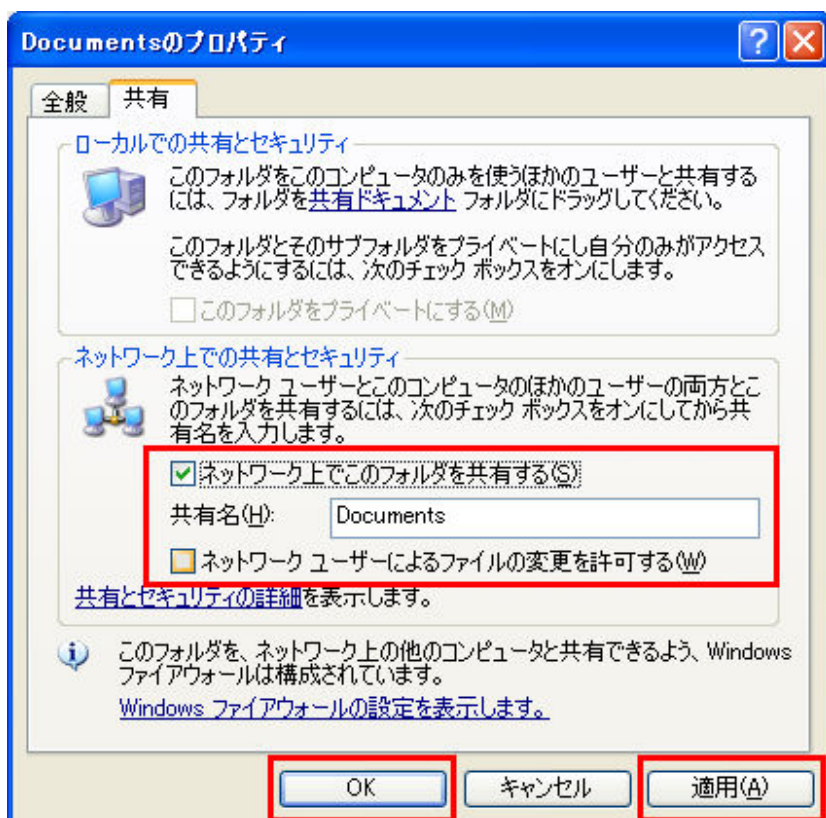 Documentsのプロパティ
全般
共有
ローカルでの共有とセキュリティ
このフォルダをこのコンピュータのみを使うほかのユーザーと共有する
には、フォルダを共有ドキュメント フォルダにドラッグしてください。
このフォルダとそのサブフォルダをプライベートにし自分のみがアクセス
できるようにするには、次のチェック ボックスをオンにします。
このフォルダをプライベートにする(M)
ネットワーク上での共有とセキュリティ
ネットワーク ユーザーとこのコンピュータのほかのユーザーの両方とこ
のフォルダを共有するには、次のチェック ボックスをオンにしてから共
有名を入力します。
ネットワーク上でこのフォルダを共有する(S)
共有名(H): Documents
ネットワーク ユーザーによるファイルの変更を許可する(W)
共有とセキュリティの詳細を表示します。
このフォルダを、ネットワーク上の他のコンピュータと共有できるよう、Windows
ファイアウォールは構成されています。
Windows ファイアウォールの設定を表示します。
OK キャンセル 適用(A)